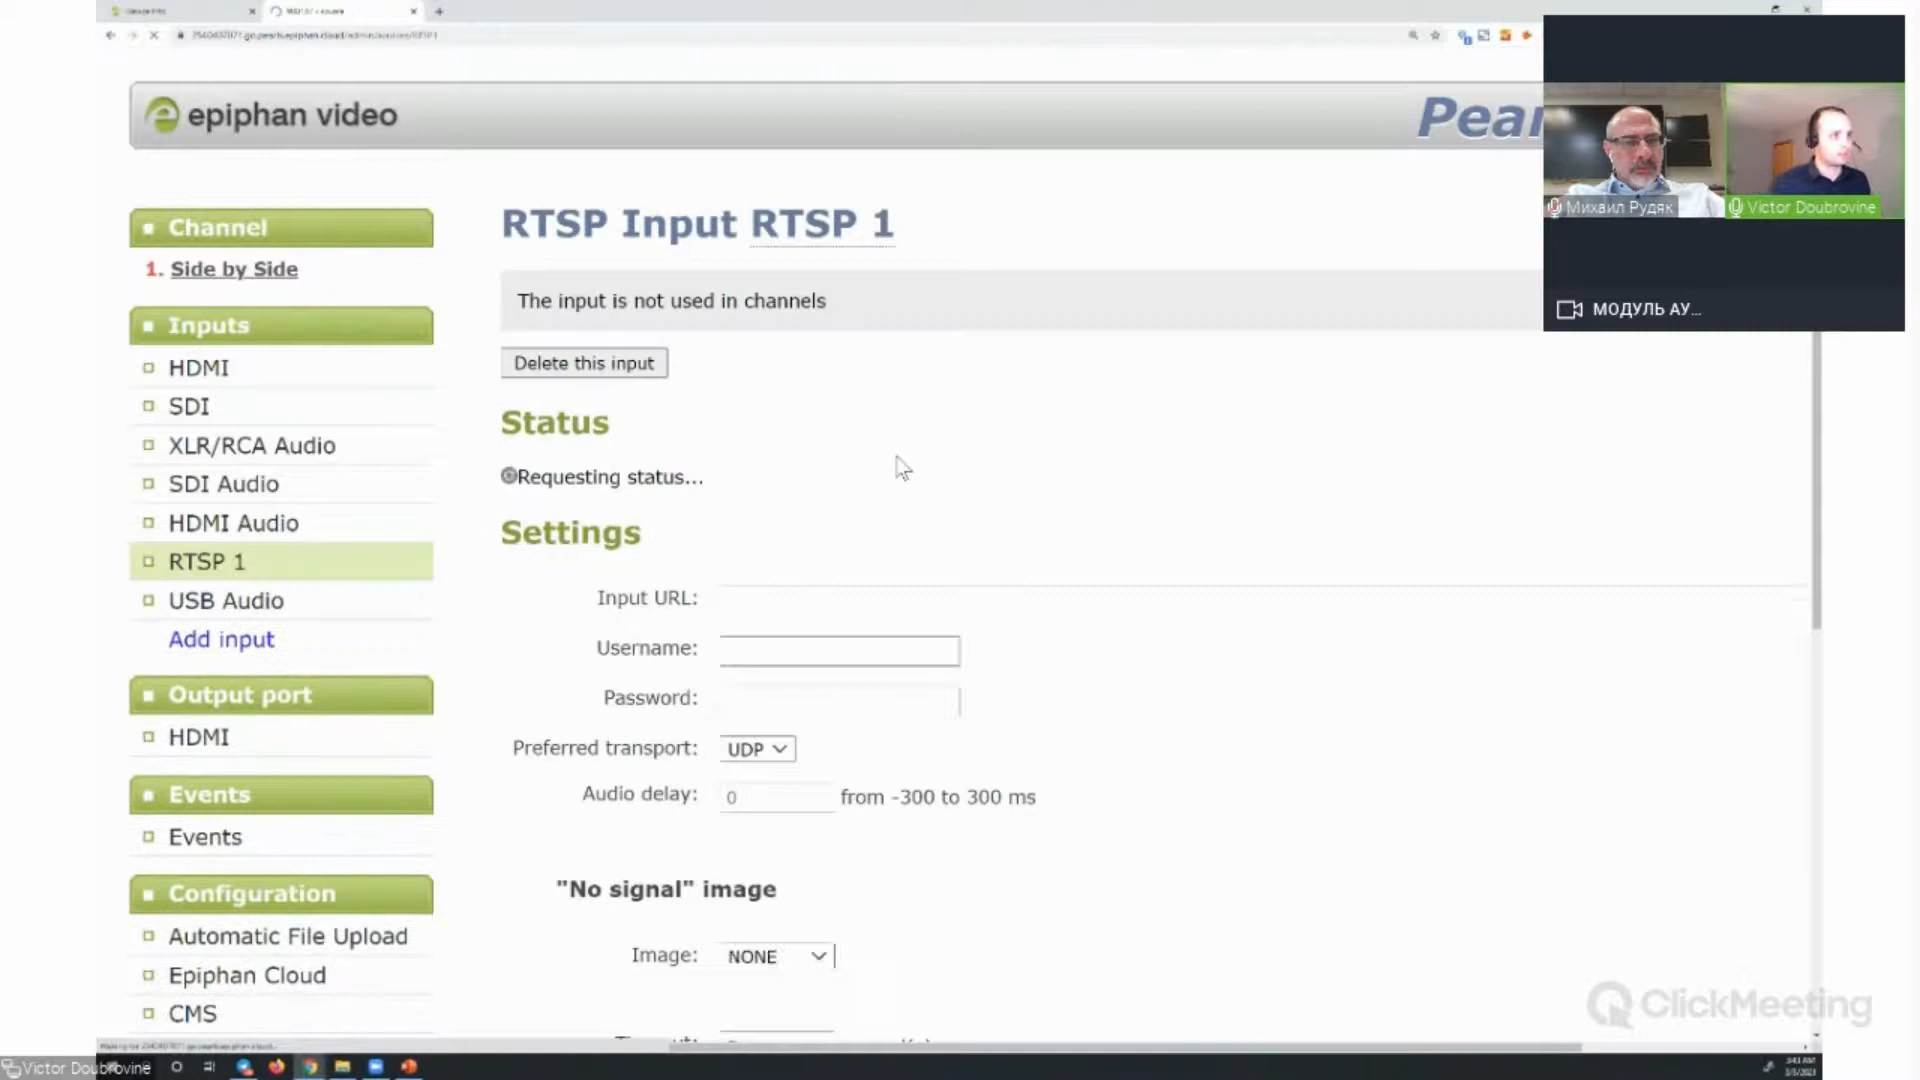 epiphan video
Pear
Михаил Рудяк
Victor Doubrovine
МОДУЛЬ АУ...
Channel
1. Side by Side
Inputs
HDMI
SDI
XLR/RCA Audio
SDI Audio
HDMI Audio
RTSP 1
USB Audio
Add input
Output port
HDMI
Events
Events
Configuration
Automatic File Upload
Epiphan Cloud
CMS
RTSP Input RTSP 1
The input is not used in channels
Delete this input
Status
Requesting status...
Settings
Input URL:
Username:
Password:
Preferred transport: UDP
Audio delay: 0 from -300 to 300 ms
"No signal" image
Image: NONE
ClickMeeting
Victor Doubrovine